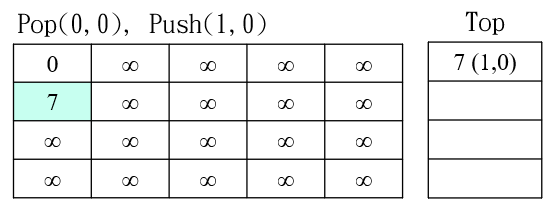 Pop(0,0), Push(1,0)
Top
0 ∞ ∞ ∞ ∞
7 (1,0)
7 ∞ ∞ ∞ ∞
∞ ∞ ∞ ∞ ∞
∞ ∞ ∞ ∞ ∞